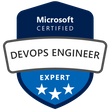 Microsoft
CERTIFIED
DEVOPS ENGINEER
EXPERT